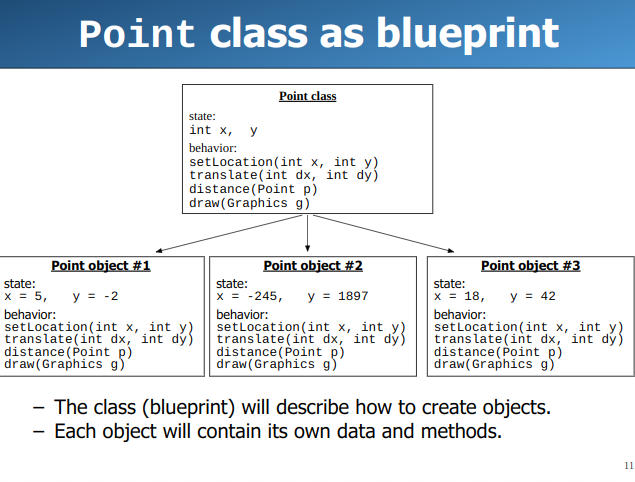 Point class as blueprint
Point class
state:
int x, y
behavior:
setLocation(int x, int y)
translate(int dx, int dy)
distance(Point p)
draw(Graphics g)
Point object #1
state:
x = 5, y = -2
behavior:
setLocation(int x, int y)
translate(int dx, int dy)
distance(Point p)
draw(Graphics g)
Point object #2
state:
x = -245, y = 1897
behavior:
setLocation(int x, int y)
translate(int dx, int dy)
distance(Point p)
draw(Graphics g)
Point object #3
state:
x = 18, y = 42
behavior:
setLocation(int x, int y)
translate(int dx, int dy)
distance(Point p)
draw(Graphics g)
– The class (blueprint) will describe how to create objects.
– Each object will contain its own data and methods.
11